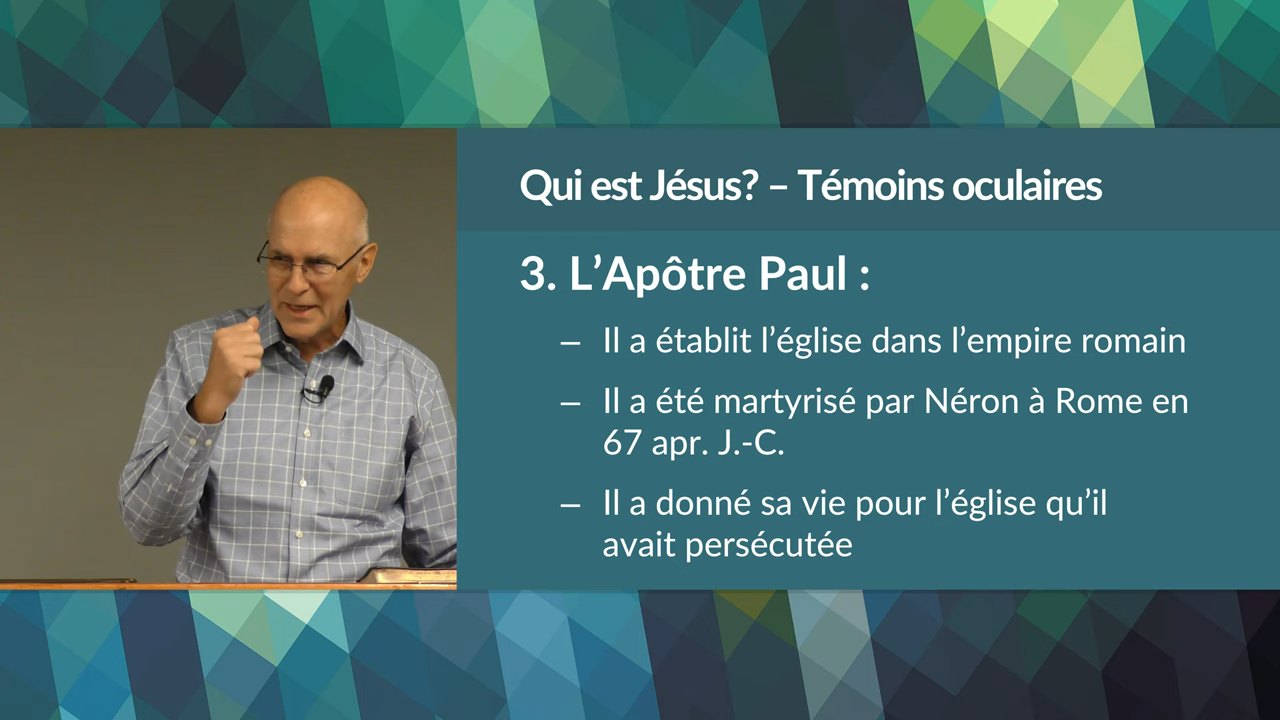 Qui est Jésus? – Témoins oculaires
3. L’Apôtre Paul :
– Il a établit l’église dans l’empire romain
– Il a été martyrisé par Néron à Rome en
67 apr. J.-C.
– Il a donné sa vie pour l’église qu’il
avait persécutée